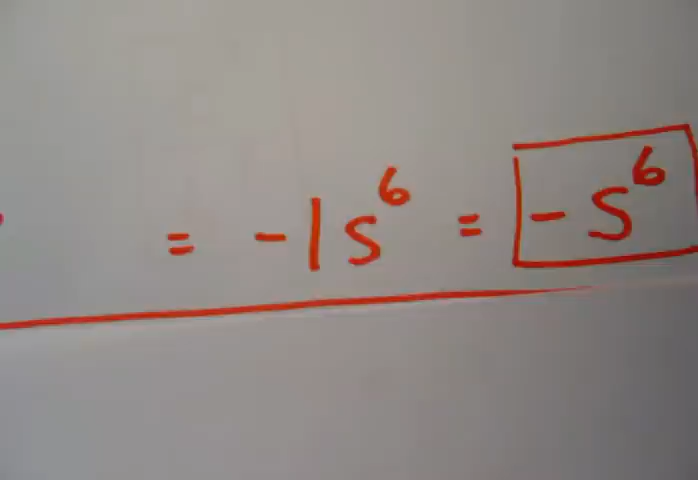 = -1s⁶ = -s⁶